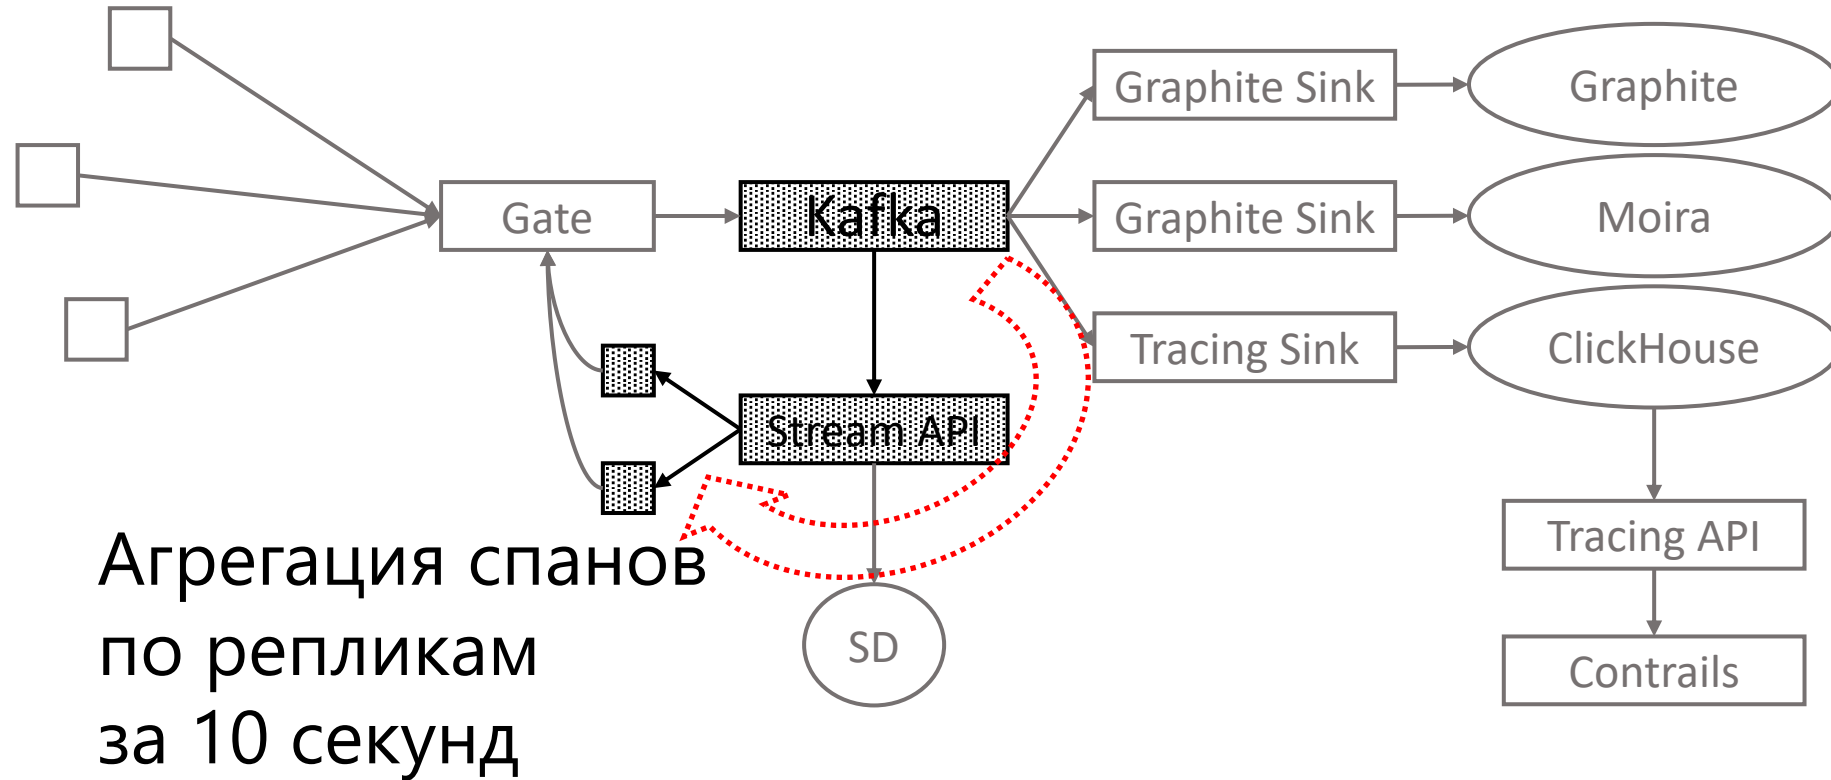 Graphite Sink
Graphite
Gate
Kafka
Graphite Sink
Moira
Tracing Sink
ClickHouse
Stream API
Агрегация спанов
по репликам
за 10 секунд
SD
Tracing API
Contrails